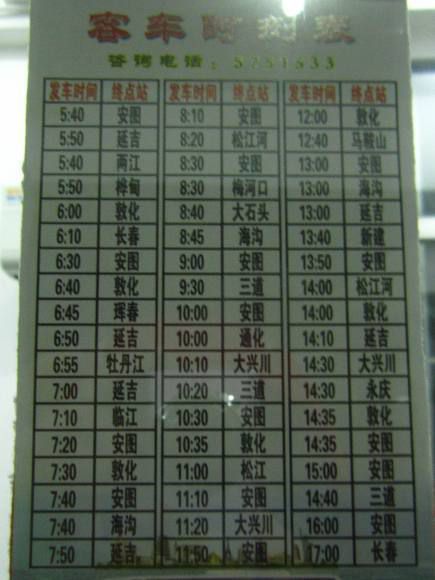 客车时刻表
咨询电话：5751533
发车时间 终点站 发车时间 终点站 发车时间 终点站
5:40 安图 8:10 安图 12:00 敦化
5:50 延吉 8:20 松江河 12:40 马鞍山
5:40 两江 8:30 安图 13:00 安图
5:50 桦甸 8:30 梅河口 13:00 海沟
6:00 敦化 8:40 大石头 13:00 延吉
6:10 长春 8:45 海沟 13:40 新建
6:30 安图 9:00 安图 13:50 安图
6:40 敦化 9:30 三道 14:00 松江河
6:45 珲春 10:00 安图 14:00 敦化
6:50 延吉 10:00 通化 14:10 延吉
6:55 牡丹江 10:10 大兴川 14:30 大兴川
7:00 延吉 10:20 三道 14:30 永庆
7:10 临江 10:30 安图 14:35 敦化
7:20 安图 10:35 敦化 14:35 安图
7:30 敦化 11:00 松江 15:00 安图
7:40 安图 11:10 安图 14:40 三道
7:40 海沟 11:20 大兴川 16:00 安图
7:50 延吉 11:50 安图 17:00 长春